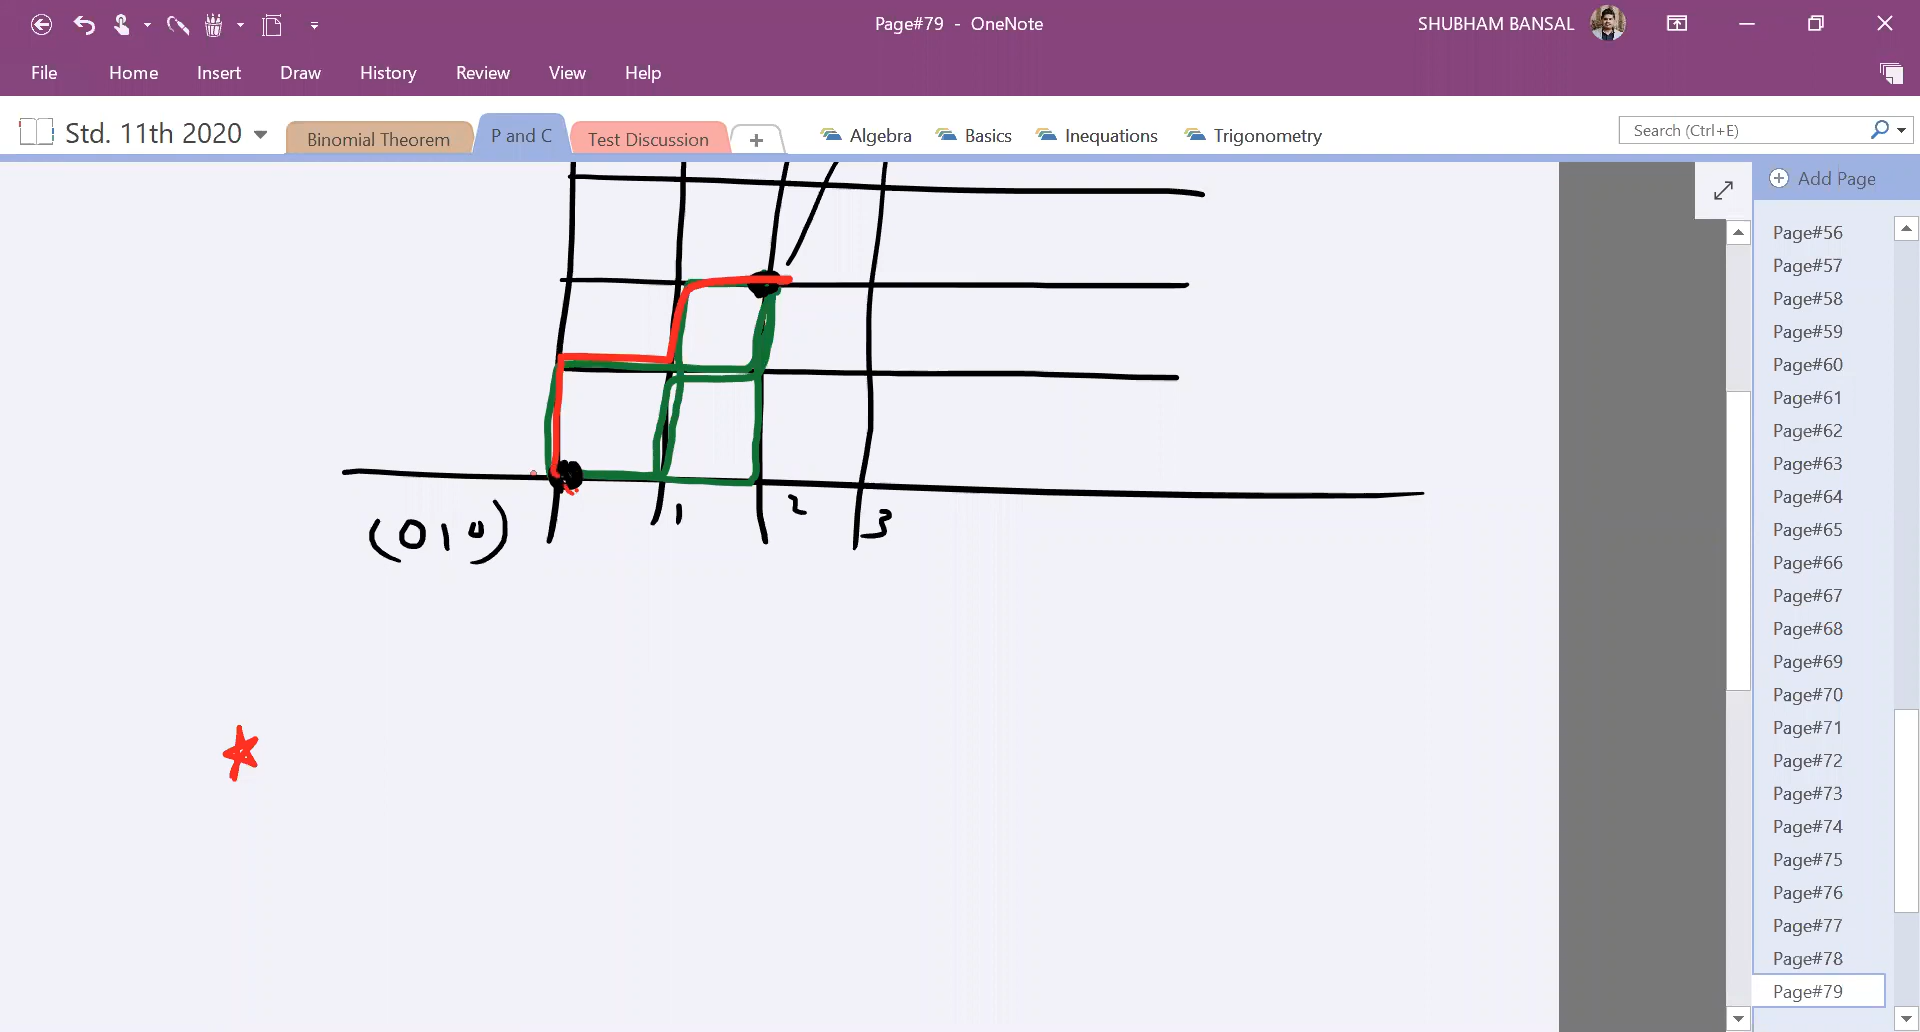 Page#79 - OneNote
SHUBHAM BANSAL
File Home Insert Draw History Review View Help
Std. 11th 2020
Binomial Theorem
P and C
Test Discussion
+
Algebra
Basics
Inequations
Trigonometry
Search (Ctrl+E)
Add Page
Page#56
Page#57
Page#58
Page#59
Page#60
Page#61
Page#62
Page#63
Page#64
Page#65
Page#66
Page#67
Page#68
Page#69
Page#70
Page#71
Page#72
Page#73
Page#74
Page#75
Page#76
Page#77
Page#78
Page#79
(0,0)
1
2
3